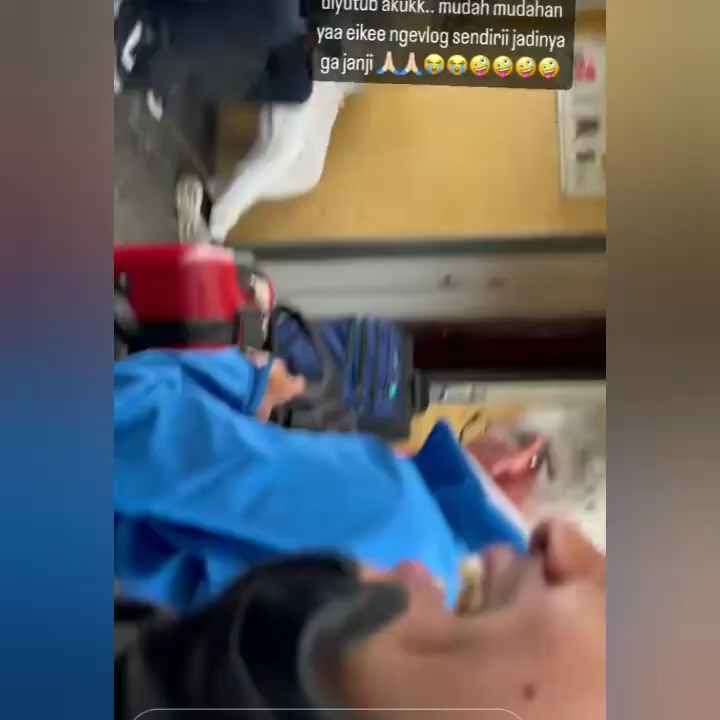 diyutub akukk.. mudah mudahan
yaa eikee ngevlog sendirii jadinya
ga janji 🙏🏻🙏🏻😭😭🤪🤪🤪🤪